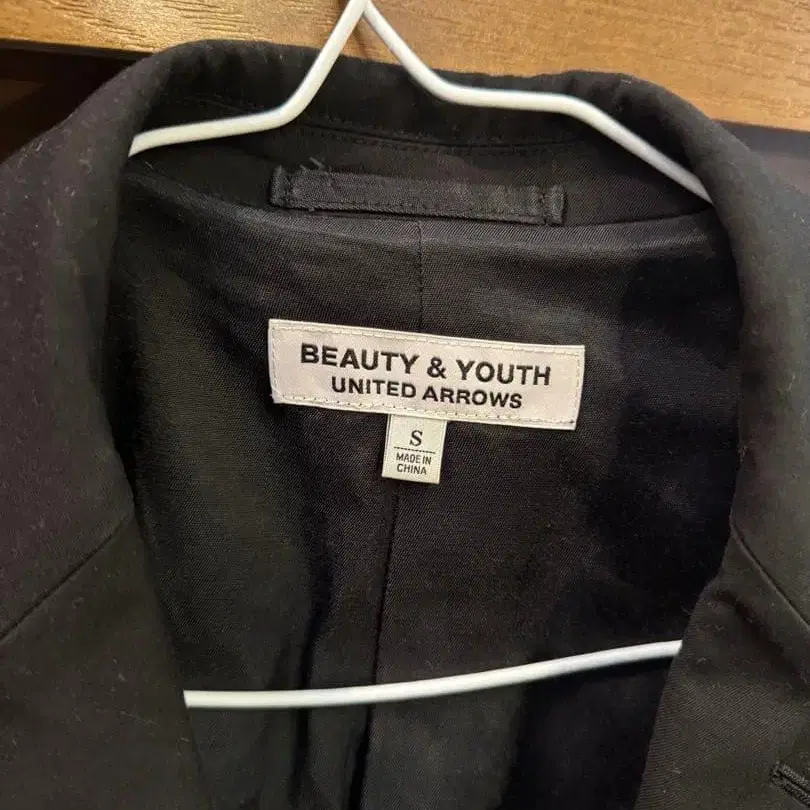 BEAUTY & YOUTH
UNITED ARROWS
S
MADE IN
CHINA